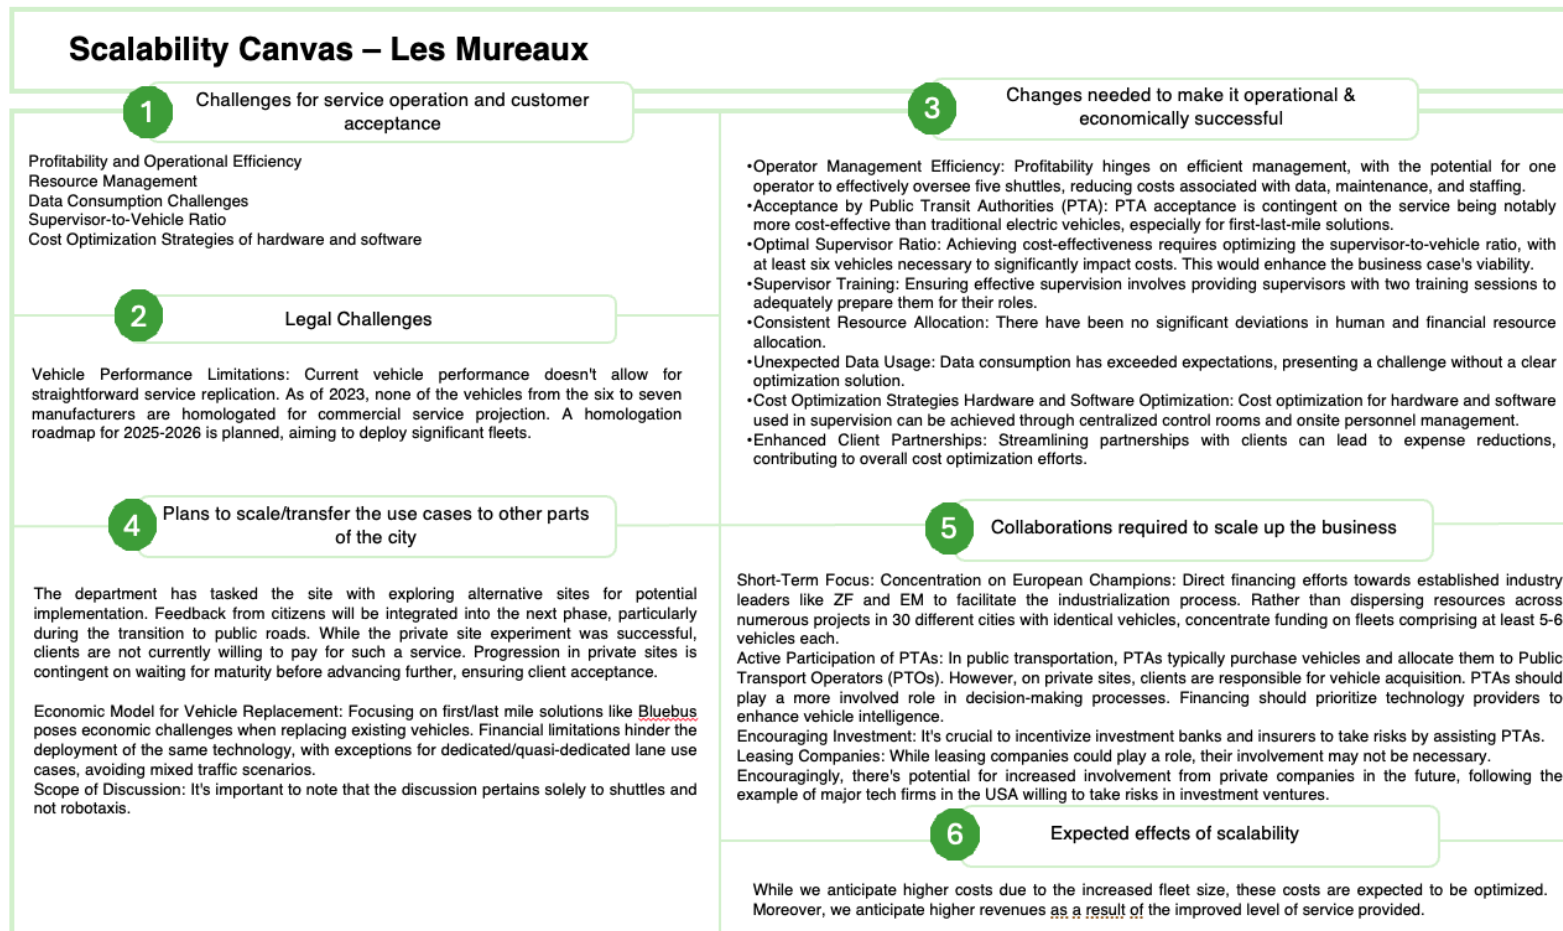 Scalability Canvas – Les Mureaux
1
Challenges for service operation and customer
acceptance
Profitability and Operational Efficiency
Resource Management
Data Consumption Challenges
Supervisor-to-Vehicle Ratio
Cost Optimization Strategies of hardware and software
2
Legal Challenges
Vehicle Performance Limitations: Current vehicle performance doesn't allow for
straightforward service replication. As of 2023, none of the vehicles from the six to seven
manufacturers are homologated for commercial service projection. A homologation
roadmap for 2025-2026 is planned, aiming to deploy significant fleets.
3
Changes needed to make it operational &
economically successful
•Operator Management Efficiency: Profitability hinges on efficient management, with the potential for one
operator to effectively oversee five shuttles, reducing costs associated with data, maintenance, and staffing.
•Acceptance by Public Transit Authorities (PTA): PTA acceptance is contingent on the service being notably
more cost-effective than traditional electric vehicles, especially for first-last-mile solutions.
•Optimal Supervisor Ratio: Achieving cost-effectiveness requires optimizing the supervisor-to-vehicle ratio, with
at least six vehicles necessary to significantly impact costs. This would enhance the business case's viability.
•Supervisor Training: Ensuring effective supervision involves providing supervisors with two training sessions to
adequately prepare them for their roles.
•Consistent Resource Allocation: There have been no significant deviations in human and financial resource
allocation.
•Unexpected Data Usage: Data consumption has exceeded expectations, presenting a challenge without a clear
optimization solution.
•Cost Optimization Strategies Hardware and Software Optimization: Cost optimization for hardware and software
used in supervision can be achieved through centralized control rooms and onsite personnel management.
•Enhanced Client Partnerships: Streamlining partnerships with clients can lead to expense reductions,
contributing to overall cost optimization efforts.
4
Plans to scale/transfer the use cases to other parts
of the city
The department has tasked the site with exploring alternative sites for potential
implementation. Feedback from citizens will be integrated into the next phase, particularly
during the transition to public roads. While the private site experiment was successful,
clients are not currently willing to pay for such a service. Progression in private sites is
contingent on waiting for maturity before advancing further, ensuring client acceptance.
Economic Model for Vehicle Replacement: Focusing on first/last mile solutions like Bluebus
poses economic challenges when replacing existing vehicles. Financial limitations hinder the
deployment of the same technology, with exceptions for dedicated/quasi-dedicated lane use
cases, avoiding mixed traffic scenarios.
Scope of Discussion: It's important to note that the discussion pertains solely to shuttles and
not robotaxis.
5
Collaborations required to scale up the business
Short-Term Focus: Concentration on European Champions: Direct financing efforts towards established industry
leaders like ZF and EM to facilitate the industrialization process. Rather than dispersing resources across
numerous projects in 30 different cities with identical vehicles, concentrate funding on fleets comprising at least 5-6
vehicles each.
Active Participation of PTAs: In public transportation, PTAs typically purchase vehicles and allocate them to Public
Transport Operators (PTOs). However, on private sites, clients are responsible for vehicle acquisition. PTAs should
play a more involved role in decision-making processes. Financing should prioritize technology providers to
enhance vehicle intelligence.
Encouraging Investment: It's crucial to incentivize investment banks and insurers to take risks by assisting PTAs.
Leasing Companies: While leasing companies could play a role, their involvement may not be necessary.
Encouragingly, there's potential for increased involvement from private companies in the future, following the
example of major tech firms in the USA willing to take risks in investment ventures.
6
Expected effects of scalability
While we anticipate higher costs due to the increased fleet size, these costs are expected to be optimized.
Moreover, we anticipate higher revenues as a result of the improved level of service provided.